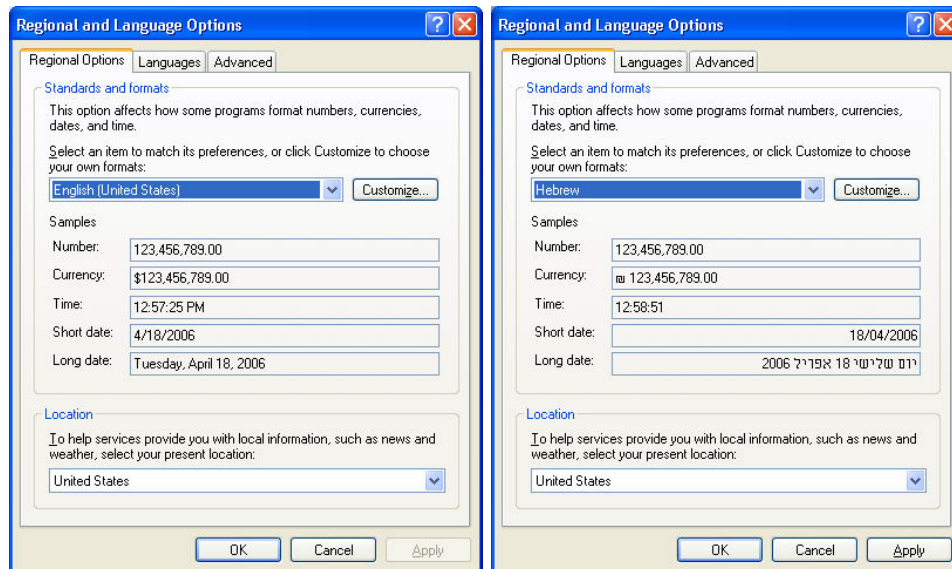 Regional and Language Options
Regional Options Languages Advanced
Standards and formats
This option affects how some programs format numbers, currencies,
dates, and time.
Select an item to match its preferences, or click Customize to choose
your own formats:
English (United States) Customize...
Samples
Number: 123,456,789.00
Currency: $123,456,789.00
Time: 12:57:25 PM
Short date: 4/18/2006
Long date: Tuesday, April 18, 2006
Location
To help services provide you with local information, such as news and
weather, select your present location:
United States
OK Cancel Apply
Regional and Language Options
Regional Options Languages Advanced
Standards and formats
This option affects how some programs format numbers, currencies,
dates, and time.
Select an item to match its preferences, or click Customize to choose
your own formats:
Hebrew Customize...
Samples
Number: 123,456,789.00
Currency: ₪ 123,456,789.00
Time: 12:58:51
Short date: 18/04/2006
Long date: יום שלישי 18 אפריל 2006
Location
To help services provide you with local information, such as news and
weather, select your present location:
United States
OK Cancel Apply